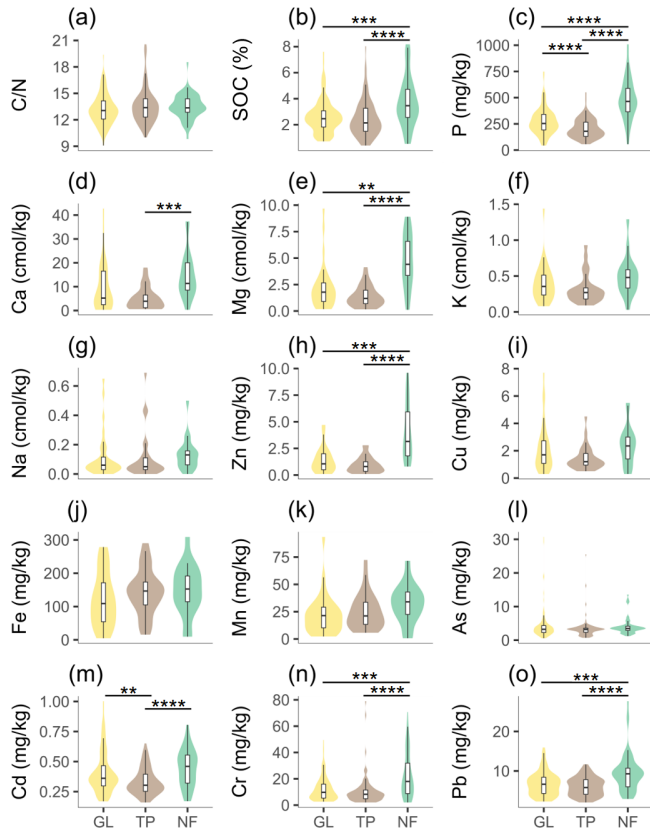 (a) (b) (c)
*** ****
**** **** ****
C/N SOC (%) P (mg/kg)
21 8 1000
18 6 750
15 4 500
12 2 250
9 0
(d) (e) (f)
*** ** ****
Ca (cmol/kg) Mg (cmol/kg) K (cmol/kg)
40 10.0 1.5
30 7.5 1.0
20 5.0 0.5
10 2.5 0.0
0 0.0
(g) (h) (i)
*** ****
Na (cmol/kg) Zn (mg/kg) Cu (mg/kg)
0.6 10.0 8
0.4 7.5 6
0.2 5.0 4
0.0 2.5 2
0.0 0
(j) (k) (l)
Fe (mg/kg) Mn (mg/kg) As (mg/kg)
300 75 30
200 50 20
100 25 10
0 0 0
(m) (n) (o)
** **** *** **** *** ****
Cd (mg/kg) Cr (mg/kg) Pb (mg/kg)
1.00 80 20
0.75 60 10
0.50 40
0.25 20
0
GL TP NF GL TP NF GL TP NF